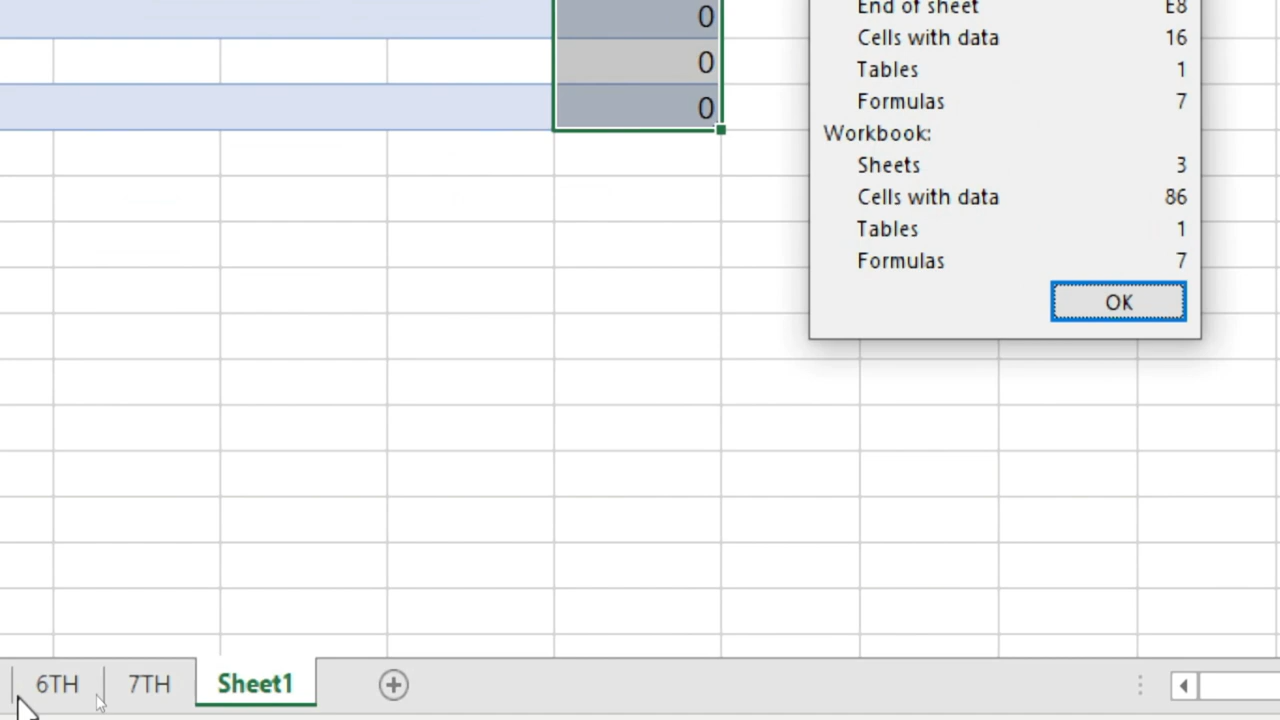 0
0
0
End of sheet E8
Cells with data 16
Tables 1
Formulas 7
Workbook:
Sheets 3
Cells with data 86
Tables 1
Formulas 7
OK
6TH 7TH Sheet1